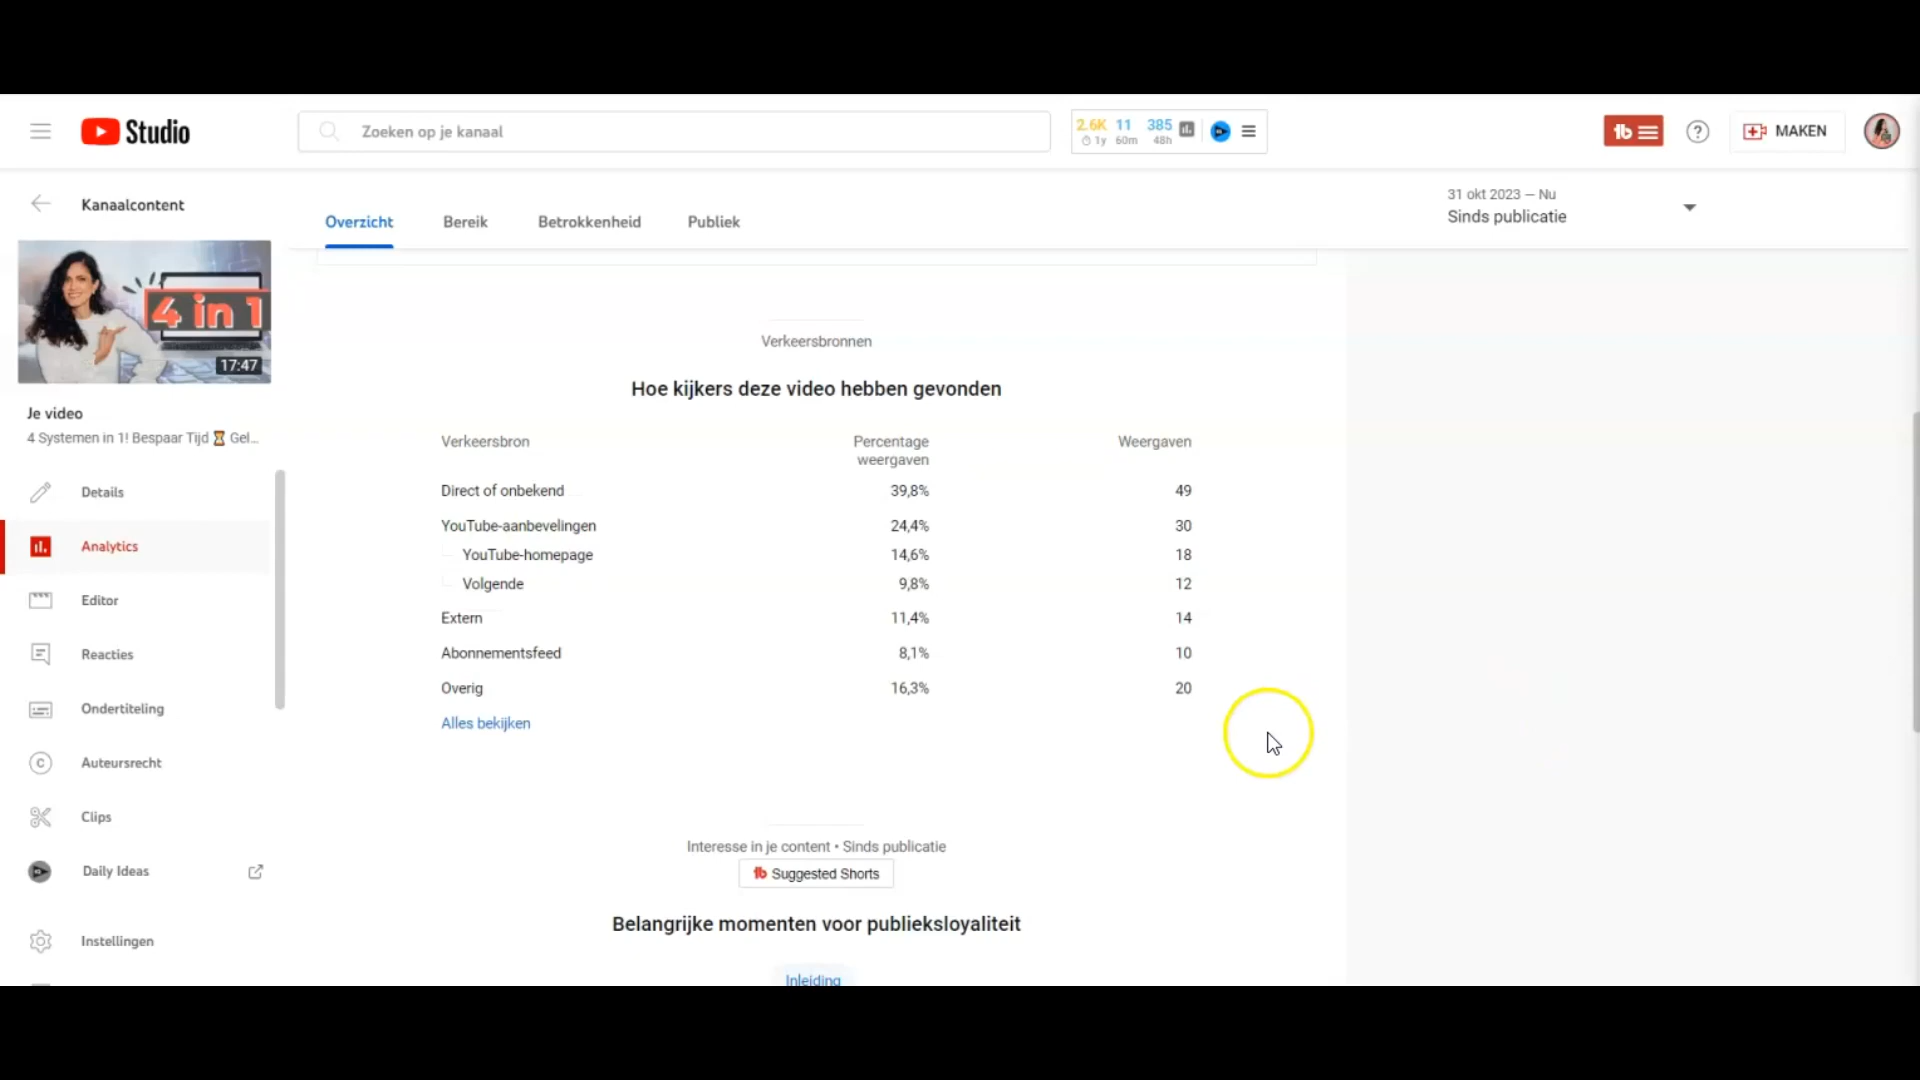 Studio
Zoeken op je kanaal
2.6K 11 385
1y 60m 48h
MAKEN
Kanaalcontent
Overzicht Bereik Betrokkenheid Publiek
31 okt 2023 – Nu
Sinds publicatie
4 in 1
17:47
Je video
4 Systemen in 1! Bespaar Tijd ⏳ Gel...
Details
Analytics
Editor
Reacties
Ondertiteling
Auteursrecht
Clips
Daily Ideas
Instellingen
Verkeersbronnen
Hoe kijkers deze video hebben gevonden
Verkeersbron Percentage weergaven Weergaven
Direct of onbekend 39,8% 49
YouTube-aanbevelingen 24,4% 30
YouTube-homepage 14,6% 18
Volgende 9,8% 12
Extern 11,4% 14
Abonnementsfeed 8,1% 10
Overig 16,3% 20
Alles bekijken
Interesse in je content • Sinds publicatie
Suggested Shorts
Belangrijke momenten voor publieksloyaliteit
Inleiding